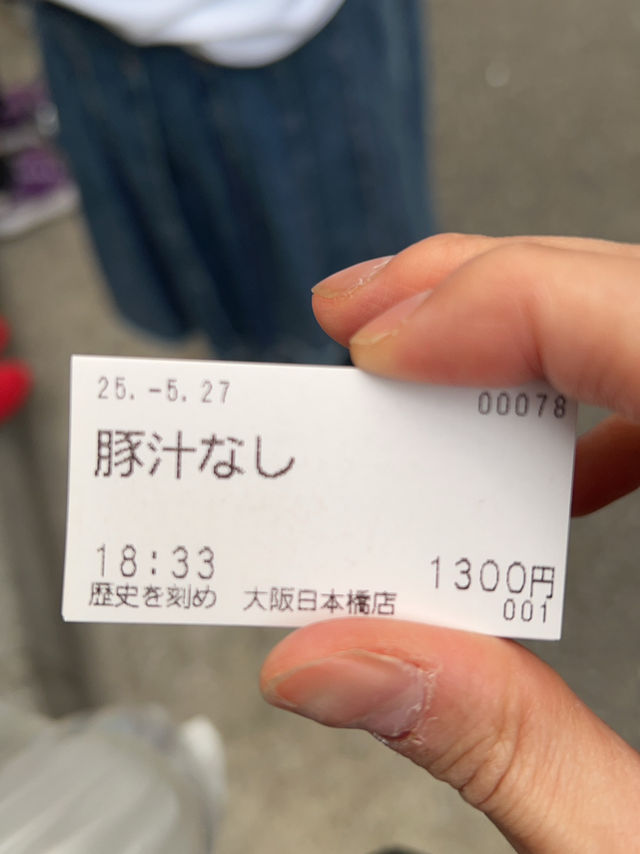 25.-5.27 00078
豚汁なし
18:33 1300円
歴史を刻め 大阪日本橋店 001